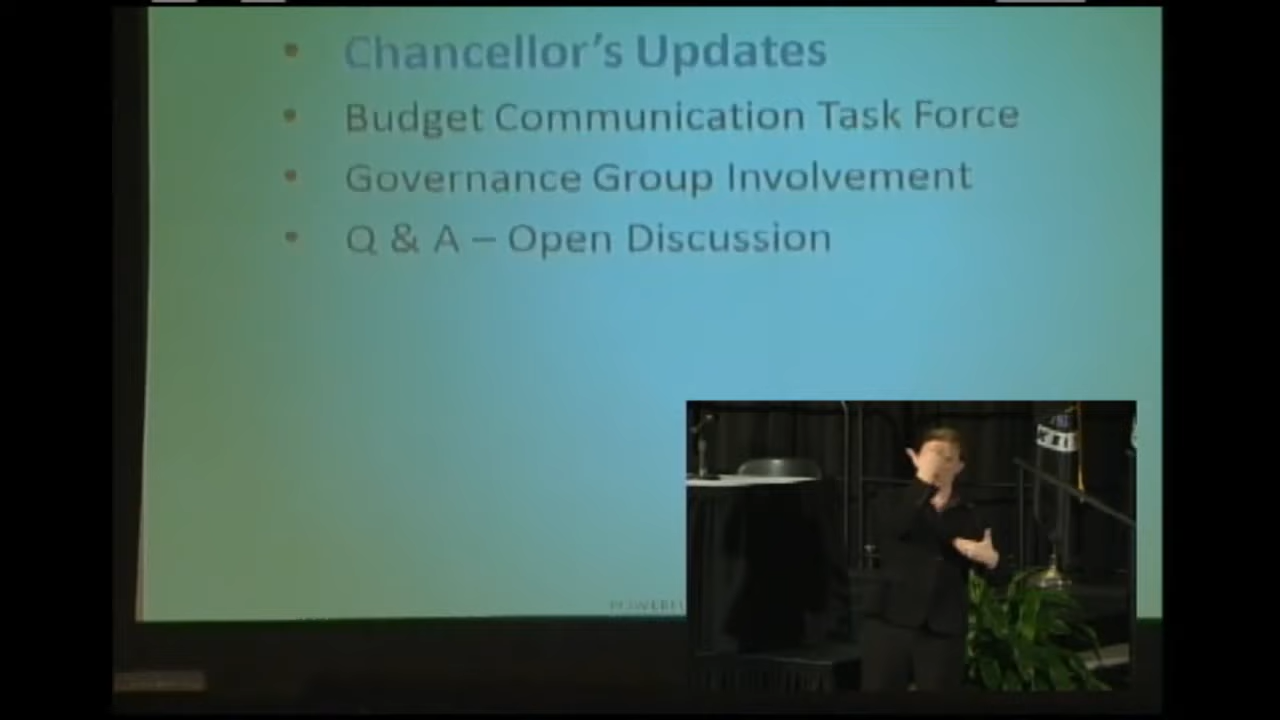 • Chancellor's Updates
• Budget Communication Task Force
• Governance Group Involvement
• Q & A – Open Discussion